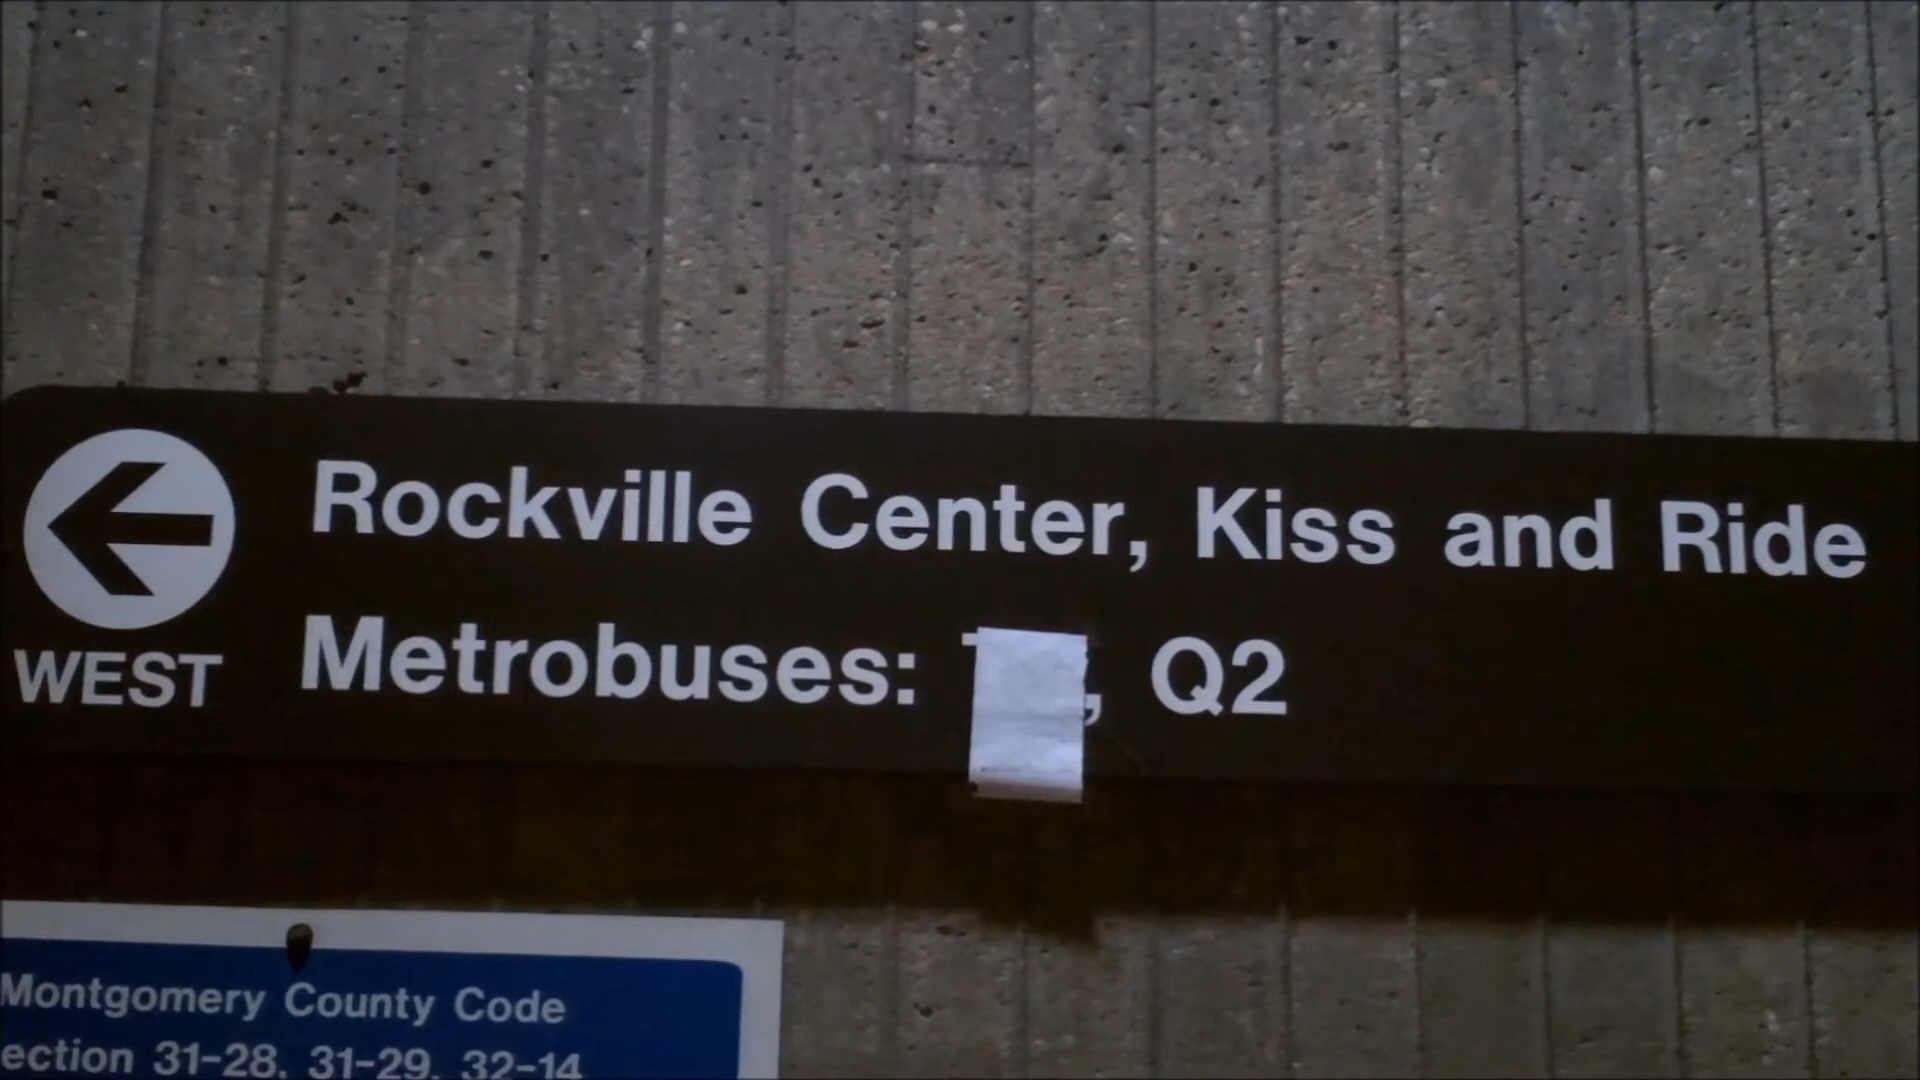 Rockville Center, Kiss and Ride
WEST
Metrobuses: , Q2
Montgomery County Code
ection 31-28, 31-29, 32-14